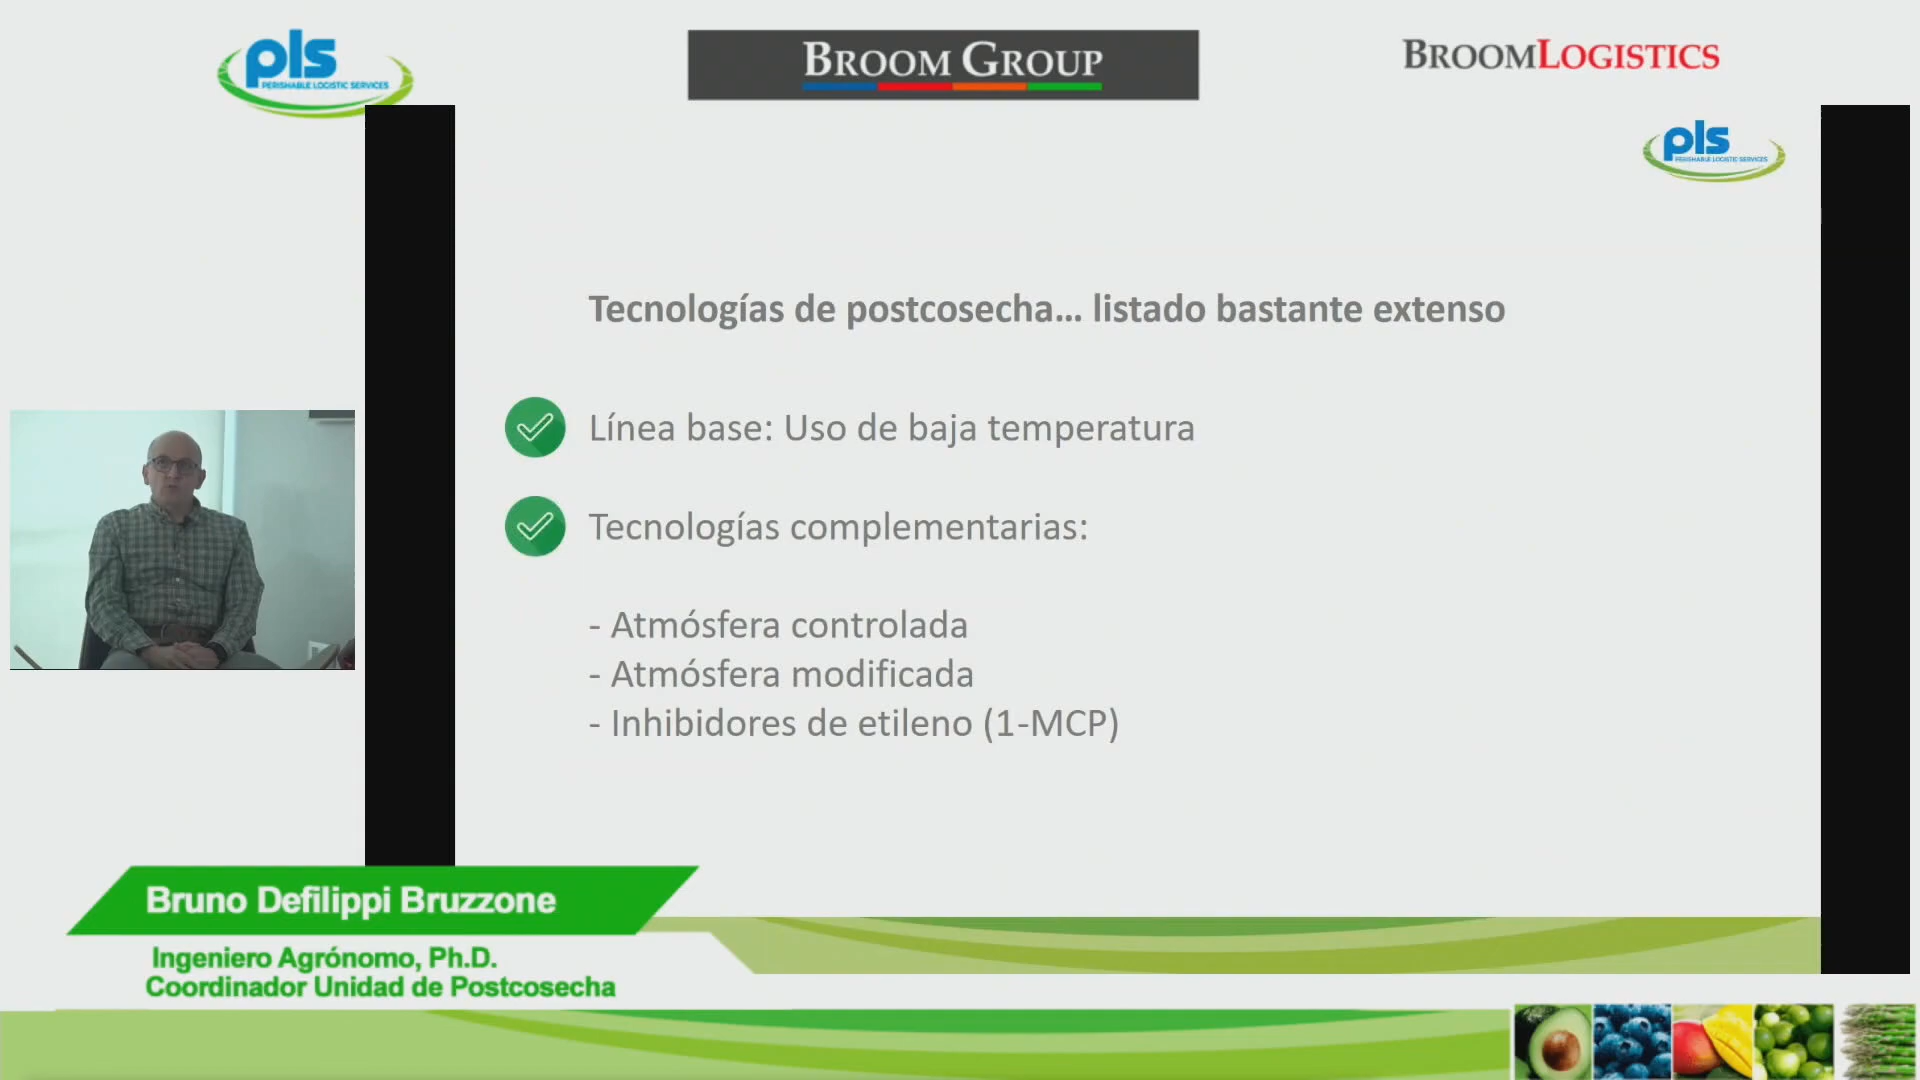 pls
PERISHABLE LOGISTIC SERVICES
BROOM GROUP
BROOMLOGISTICS
pls
PERISHABLE LOGISTIC SERVICES
Tecnologías de postcosecha... listado bastante extenso
Línea base: Uso de baja temperatura
Tecnologías complementarias:
- Atmósfera controlada
- Atmósfera modificada
- Inhibidores de etileno (1-MCP)
Bruno Defilippi Bruzzone
Ingeniero Agrónomo, Ph.D.
Coordinador Unidad de Postcosecha